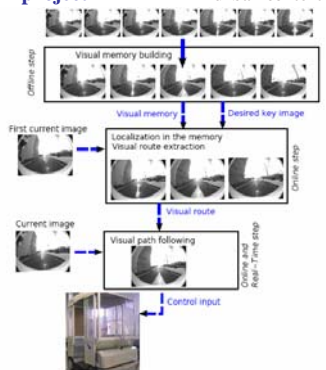 Offline step
Visual memory building
Visual memory
Desired key image
First current image
Localization in the memory
Visual route extraction
Online step
Visual route
Current image
Visual path following
Online and
Real-Time step
Control input